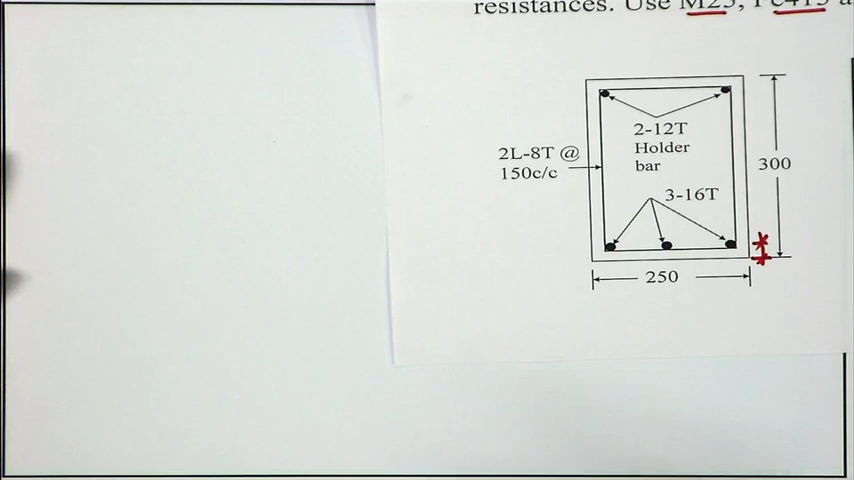 resistances. Use M25, Fe415
2-12T
Holder
bar
2L-8T @
150c/c
300
3-16T
250